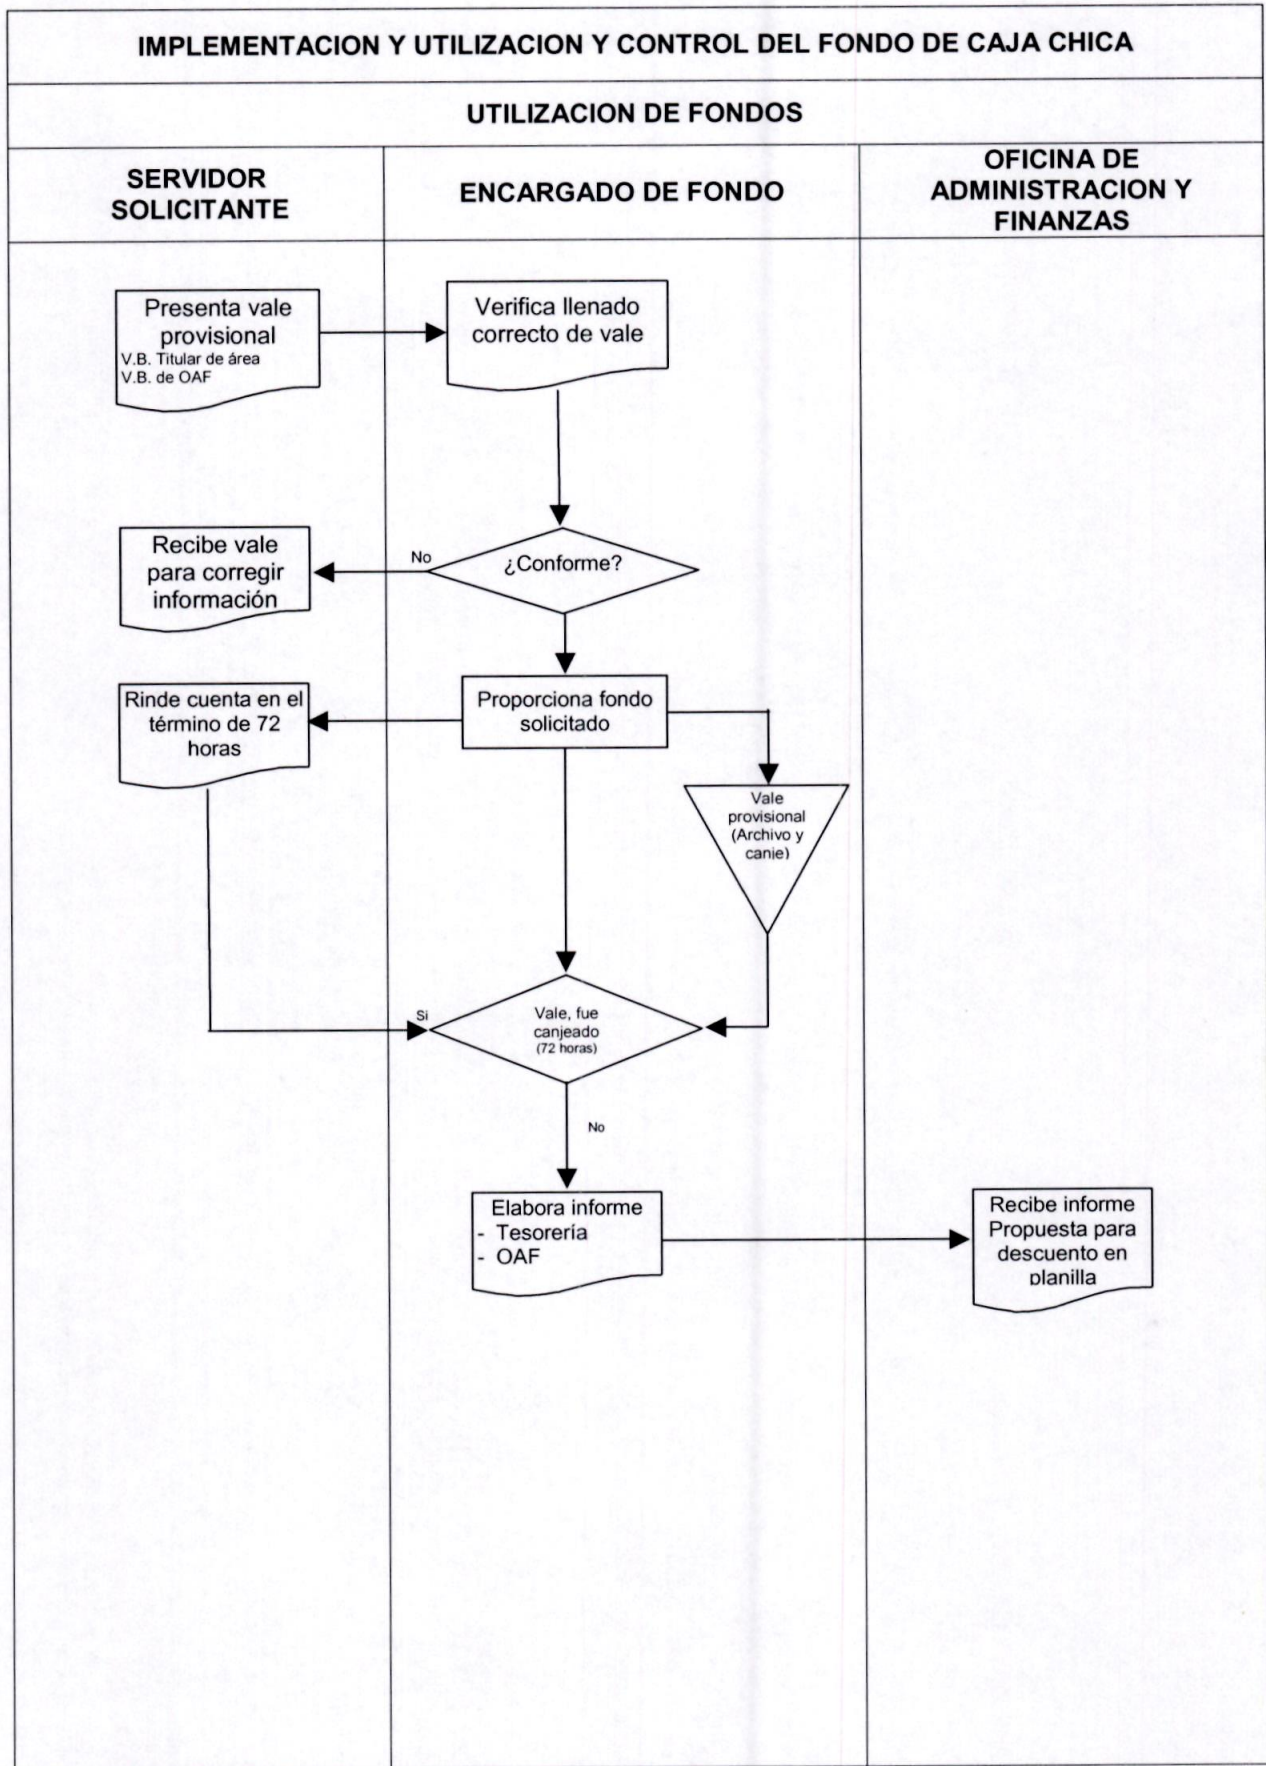 IMPLEMENTACION Y UTILIZACION Y CONTROL DEL FONDO DE CAJA CHICA
UTILIZACION DE FONDOS
SERVIDOR
SOLICITANTE
ENCARGADO DE FONDO
OFICINA DE
ADMINISTRACION Y
FINANZAS
Presenta vale
provisional
V.B. Titular de área
V.B. de OAF
Verifica llenado
correcto de vale
¿Conforme?
No
Recibe vale
para corregir
información
Proporciona fondo
solicitado
Rinde cuenta en el
término de 72
horas
Vale
provisional
(Archivo y
canje)
Si
Vale, fue
canjeado
(72 horas)
No
Elabora informe
- Tesorería
- OAF
Recibe informe
Propuesta para
descuento en
planilla